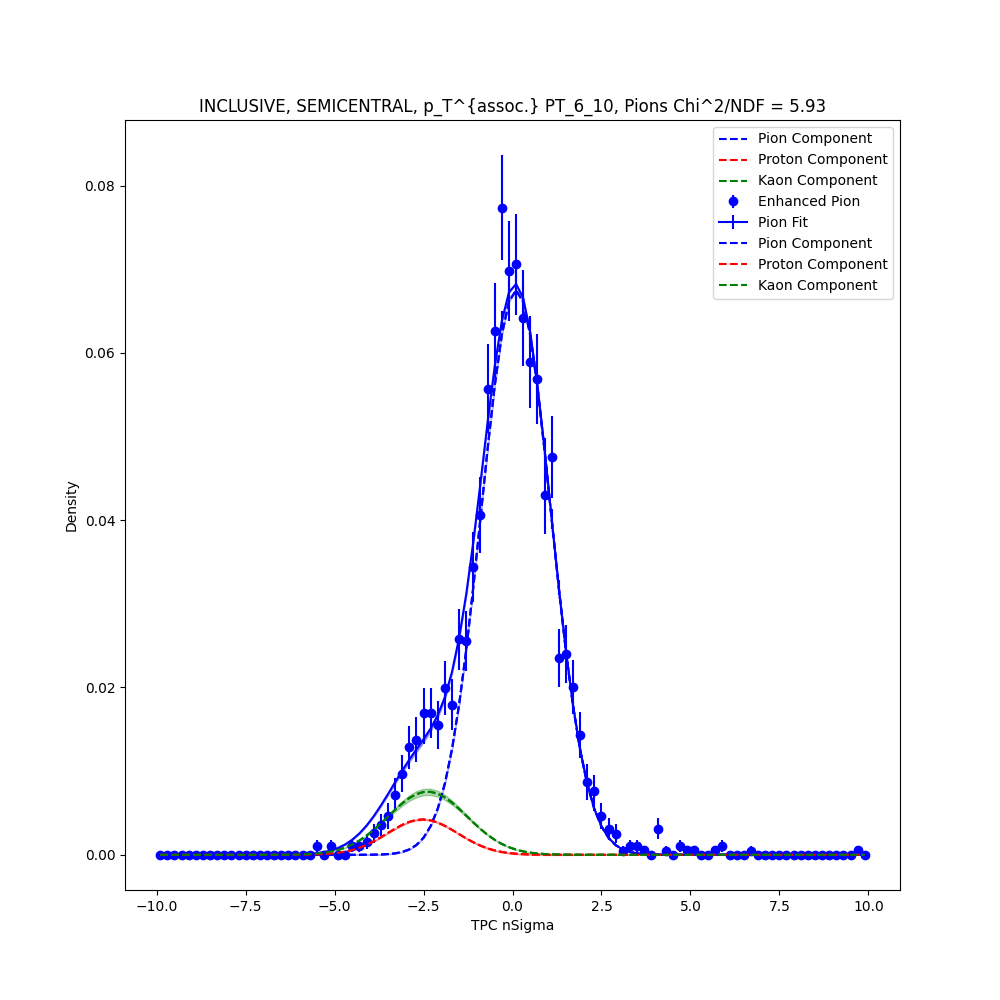 INCLUSIVE, SEMICENTRAL, p_T^{assoc.} PT_6_10, Pions Chi^2/NDF = 5.93
Pion Component
Proton Component
Kaon Component
Enhanced Pion
Pion Fit
Pion Component
Proton Component
Kaon Component
Density
0.08
0.06
0.04
0.02
0.00
−10.0 −7.5 −5.0 −2.5 0.0 2.5 5.0 7.5 10.0
TPC nSigma